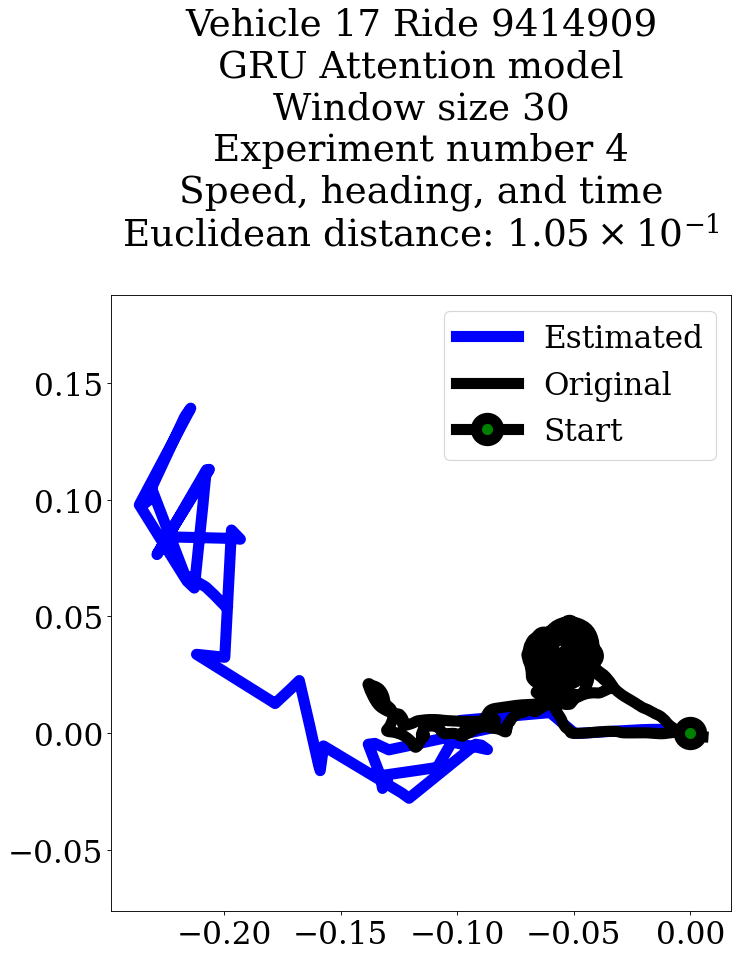 Vehicle 17 Ride 9414909
GRU Attention model
Window size 30
Experiment number 4
Speed, heading, and time
Euclidean distance: 1.05 × 10⁻¹
Estimated
Original
Start
0.15
0.10
0.05
0.00
−0.05
−0.20 −0.15 −0.10 −0.05 0.00